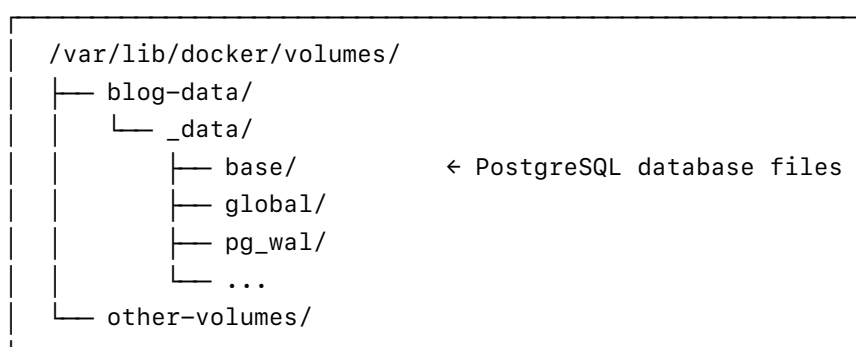 /var/lib/docker/volumes/
├── blog-data/
│   └── _data/
│       ├── base/          ← PostgreSQL database files
│       ├── global/
│       ├── pg_wal/
│       └── ...
└── other-volumes/